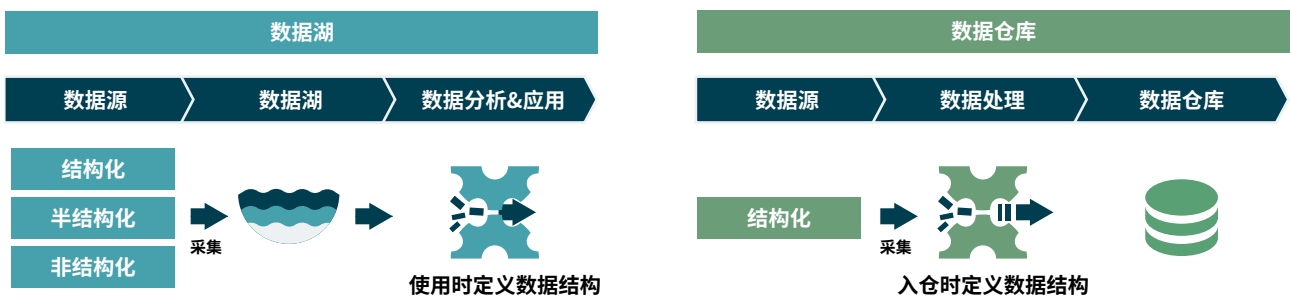 数据湖
数据源
数据湖
数据分析&应用
结构化
半结构化
非结构化
采集
使用时定义数据结构
数据仓库
数据源
数据处理
数据仓库
结构化
采集
入仓时定义数据结构